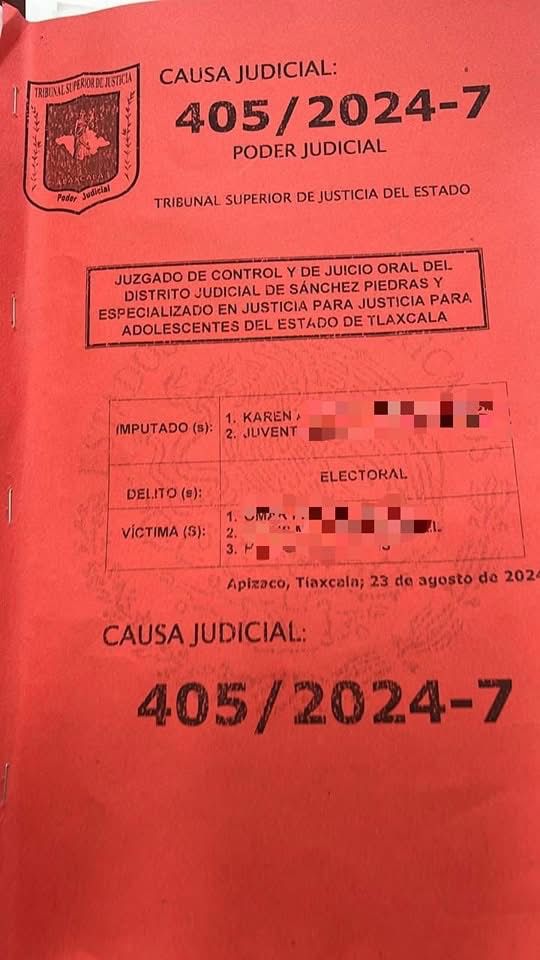 TRIBUNAL SUPERIOR DE JUSTICIA
TLAXCALA
Poder Judicial
CAUSA JUDICIAL:
405/2024-7
PODER JUDICIAL
TRIBUNAL SUPERIOR DE JUSTICIA DEL ESTADO
JUZGADO DE CONTROL Y DE JUICIO ORAL DEL
DISTRITO JUDICIAL DE SÁNCHEZ PIEDRAS Y
ESPECIALIZADO EN JUSTICIA PARA JUSTICIA PARA
ADOLESCENTES DEL ESTADO DE TLAXCALA
IMPUTADO (s):
1. KAREN
2. JUVENT
DELITO (s):
ELECTORAL
VÍCTIMA (S):
1.
2.
3. P
Apizaco, Tlaxcala; 23 de agosto de 2024
CAUSA JUDICIAL:
405/2024-7